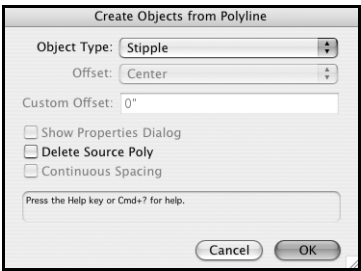 Create Objects from Polyline
Object Type: Stipple
Offset: Center
Custom Offset: 0"
Show Properties Dialog
Delete Source Poly
Continuous Spacing
Press the Help key or Cmd+? for help.
Cancel OK